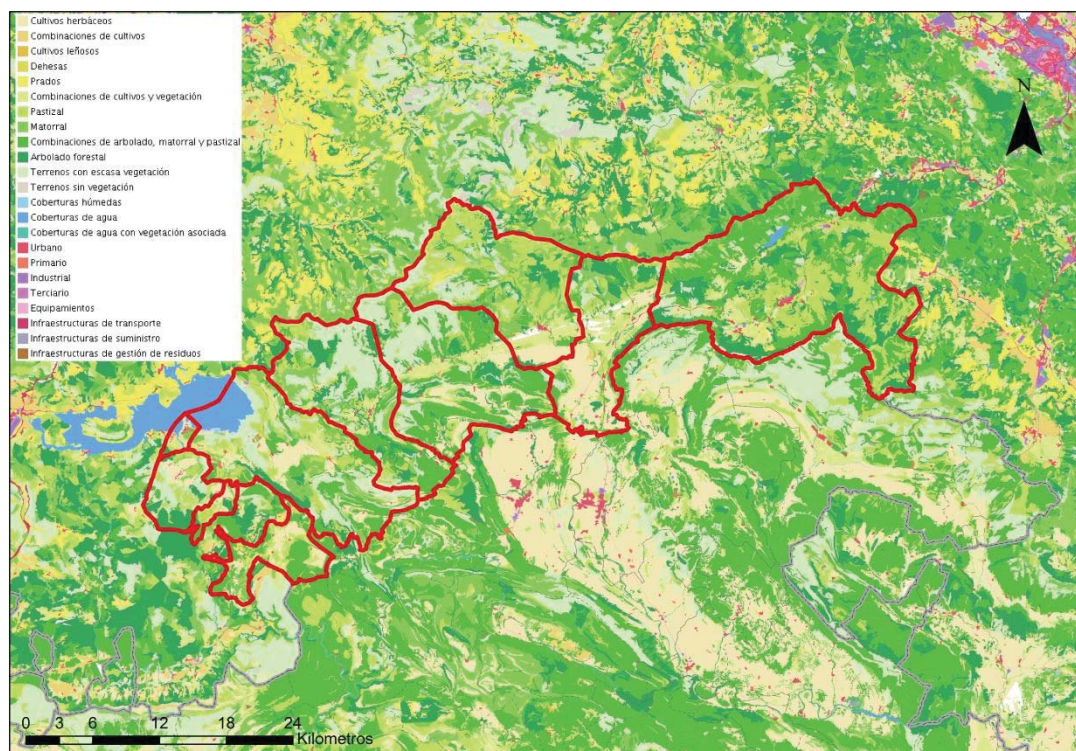 Cultivos herbáceos
Combinaciones de cultivos
Cultivos leñosos
Dehesas
Prados
Combinaciones de cultivos y vegetación
Pastizal
Matorral
Combinaciones de arbolado, matorral y pastizal
Arbolado forestal
Terrenos con escasa vegetación
Terrenos sin vegetación
Coberturas húmedas
Coberturas de agua
Coberturas de agua con vegetación asociada
Urbano
Primario
Industrial
Terciario
Equipamientos
Infraestructuras de transporte
Infraestructuras de suministro
Infraestructuras de gestión de residuos
N
0 3 6 12 18 24
Kilometros